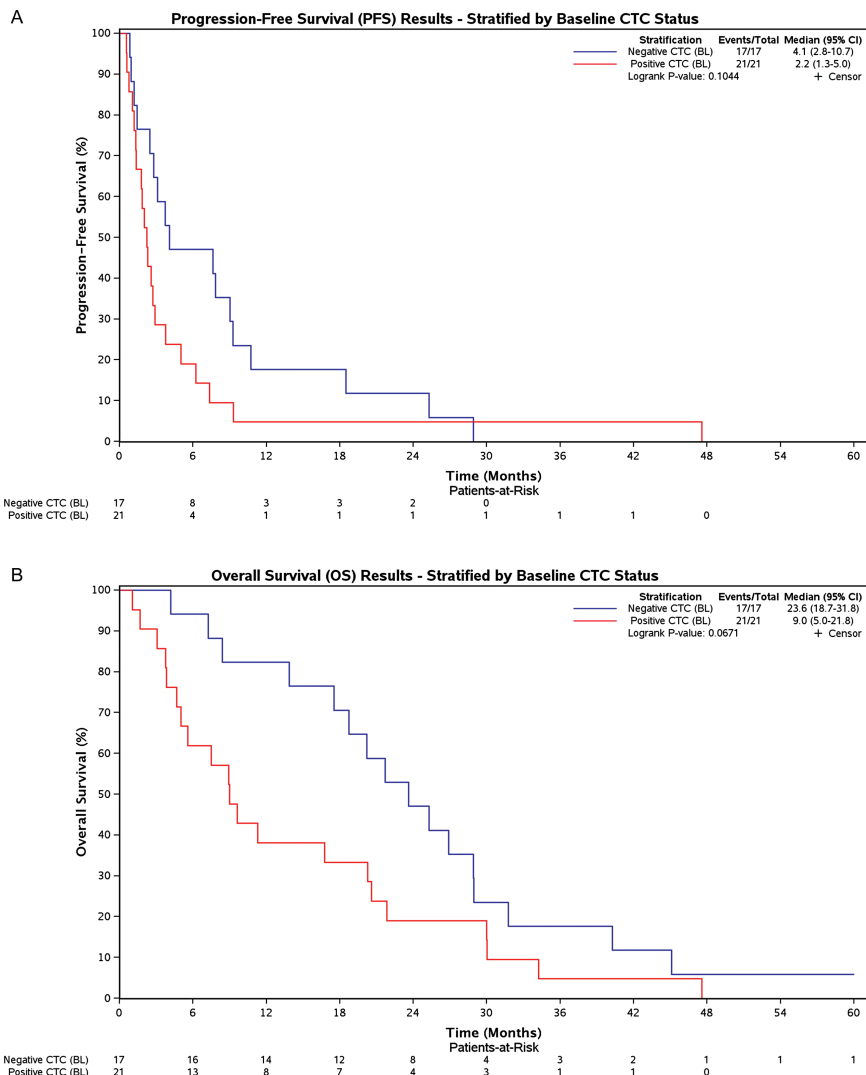 A
Progression-Free Survival (PFS) Results - Stratified by Baseline CTC Status
Stratification Events/Total Median (95% CI)
Negative CTC (BL) 17/17 4.1 (2.8-10.7)
Positive CTC (BL) 21/21 2.2 (1.3-5.0)
Logrank P-value: 0.1044 + Censor
Progression-Free Survival (%)
100
90
80
70
60
50
40
30
20
10
0
0 6 12 18 24 30 36 42 48 54 60
Time (Months)
Patients-at-Risk
Negative CTC (BL) 17 8 3 3 2 0
Positive CTC (BL) 21 4 1 1 1 1 1 1 0
B
Overall Survival (OS) Results - Stratified by Baseline CTC Status
Stratification Events/Total Median (95% CI)
Negative CTC (BL) 17/17 23.6 (18.7-31.8)
Positive CTC (BL) 21/21 9.0 (5.0-21.8)
Logrank P-value: 0.0671 + Censor
Overall Survival (%)
100
90
80
70
60
50
40
30
20
10
0
0 6 12 18 24 30 36 42 48 54 60
Time (Months)
Patients-at-Risk
Negative CTC (BL) 17 16 14 12 8 4 3 2 1 1 1
Positive CTC (BL) 21 13 8 7 4 3 1 1 0